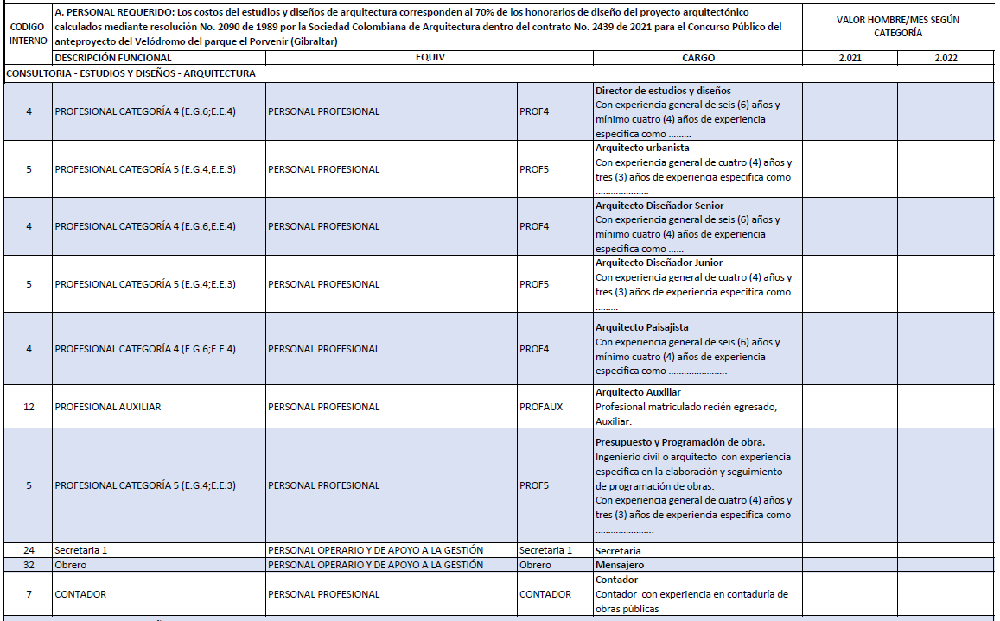 CODIGO INTERNO
A. PERSONAL REQUERIDO: Los costos del estudios y diseños de arquitectura corresponden al 70% de los honorarios de diseño del proyecto arquitectónico
calculados mediante resolución No. 2090 de 1989 por la Sociedad Colombiana de Arquitectura dentro del contrato No. 2439 de 2021 para el Concurso Público del
anteproyecto del Velódromo del parque el Porvenir (Gibraltar)
VALOR HOMBRE/MES SEGÚN
CATEGORÍA
DESCRIPCIÓN FUNCIONAL EQUIV CARGO 2.021 2.022
CONSULTORIA - ESTUDIOS Y DISEÑOS - ARQUITECTURA
4 PROFESIONAL CATEGORÍA 4 (E.G.6;E.E.4) PERSONAL PROFESIONAL PROF4
Director de estudios y diseños
Con experiencia general de seis (6) años y
mínimo cuatro (4) años de experiencia
especifica como .........
5 PROFESIONAL CATEGORÍA 5 (E.G.4;E.E.3) PERSONAL PROFESIONAL PROF5
Arquitecto urbanista
Con experiencia general de cuatro (4) años y
tres (3) años de experiencia especifica como
.....................
4 PROFESIONAL CATEGORÍA 4 (E.G.6;E.E.4) PERSONAL PROFESIONAL PROF4
Arquitecto Diseñador Senior
Con experiencia general de seis (6) años y
mínimo cuatro (4) años de experiencia
especifica como ......
5 PROFESIONAL CATEGORÍA 5 (E.G.4;E.E.3) PERSONAL PROFESIONAL PROF5
Arquitecto Diseñador Junior
Con experiencia general de cuatro (4) años y
tres (3) años de experiencia especifica como
.........
4 PROFESIONAL CATEGORÍA 4 (E.G.6;E.E.4) PERSONAL PROFESIONAL PROF4
Arquitecto Paisajista
Con experiencia general de seis (6) años y
mínimo cuatro (4) años de experiencia
especifica como .......................
12 PROFESIONAL AUXILIAR PERSONAL PROFESIONAL PROFAUX
Arquitecto Auxiliar
Profesional matriculado recién egresado,
Auxiliar.
5 PROFESIONAL CATEGORÍA 5 (E.G.4;E.E.3) PERSONAL PROFESIONAL PROF5
Presupuesto y Programación de obra.
Ingenierio civil o arquitecto con experiencia
especifica en la elaboración y seguimiento
de programación de obras.
Con experiencia general de cuatro (4) años y
tres (3) años de experiencia especifica como
.......................
24 Secretaria 1 PERSONAL OPERARIO Y DE APOYO A LA GESTIÓN Secretaria 1 Secretaria
32 Obrero PERSONAL OPERARIO Y DE APOYO A LA GESTIÓN Obrero Mensajero
7 CONTADOR PERSONAL PROFESIONAL CONTADOR
Contador
Contador con experiencia en contaduría de
obras públicas